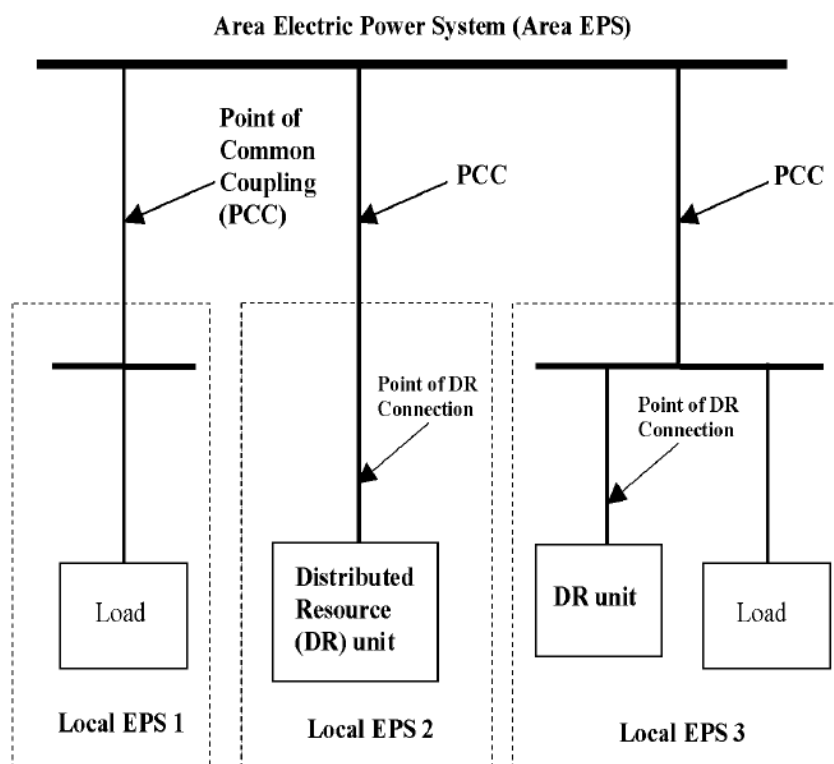 Area Electric Power System (Area EPS)
Point of
Common
Coupling
(PCC)
PCC
PCC
Point of DR
Connection
Point of DR
Connection
Load
Distributed
Resource
(DR) unit
DR unit
Load
Local EPS 1
Local EPS 2
Local EPS 3